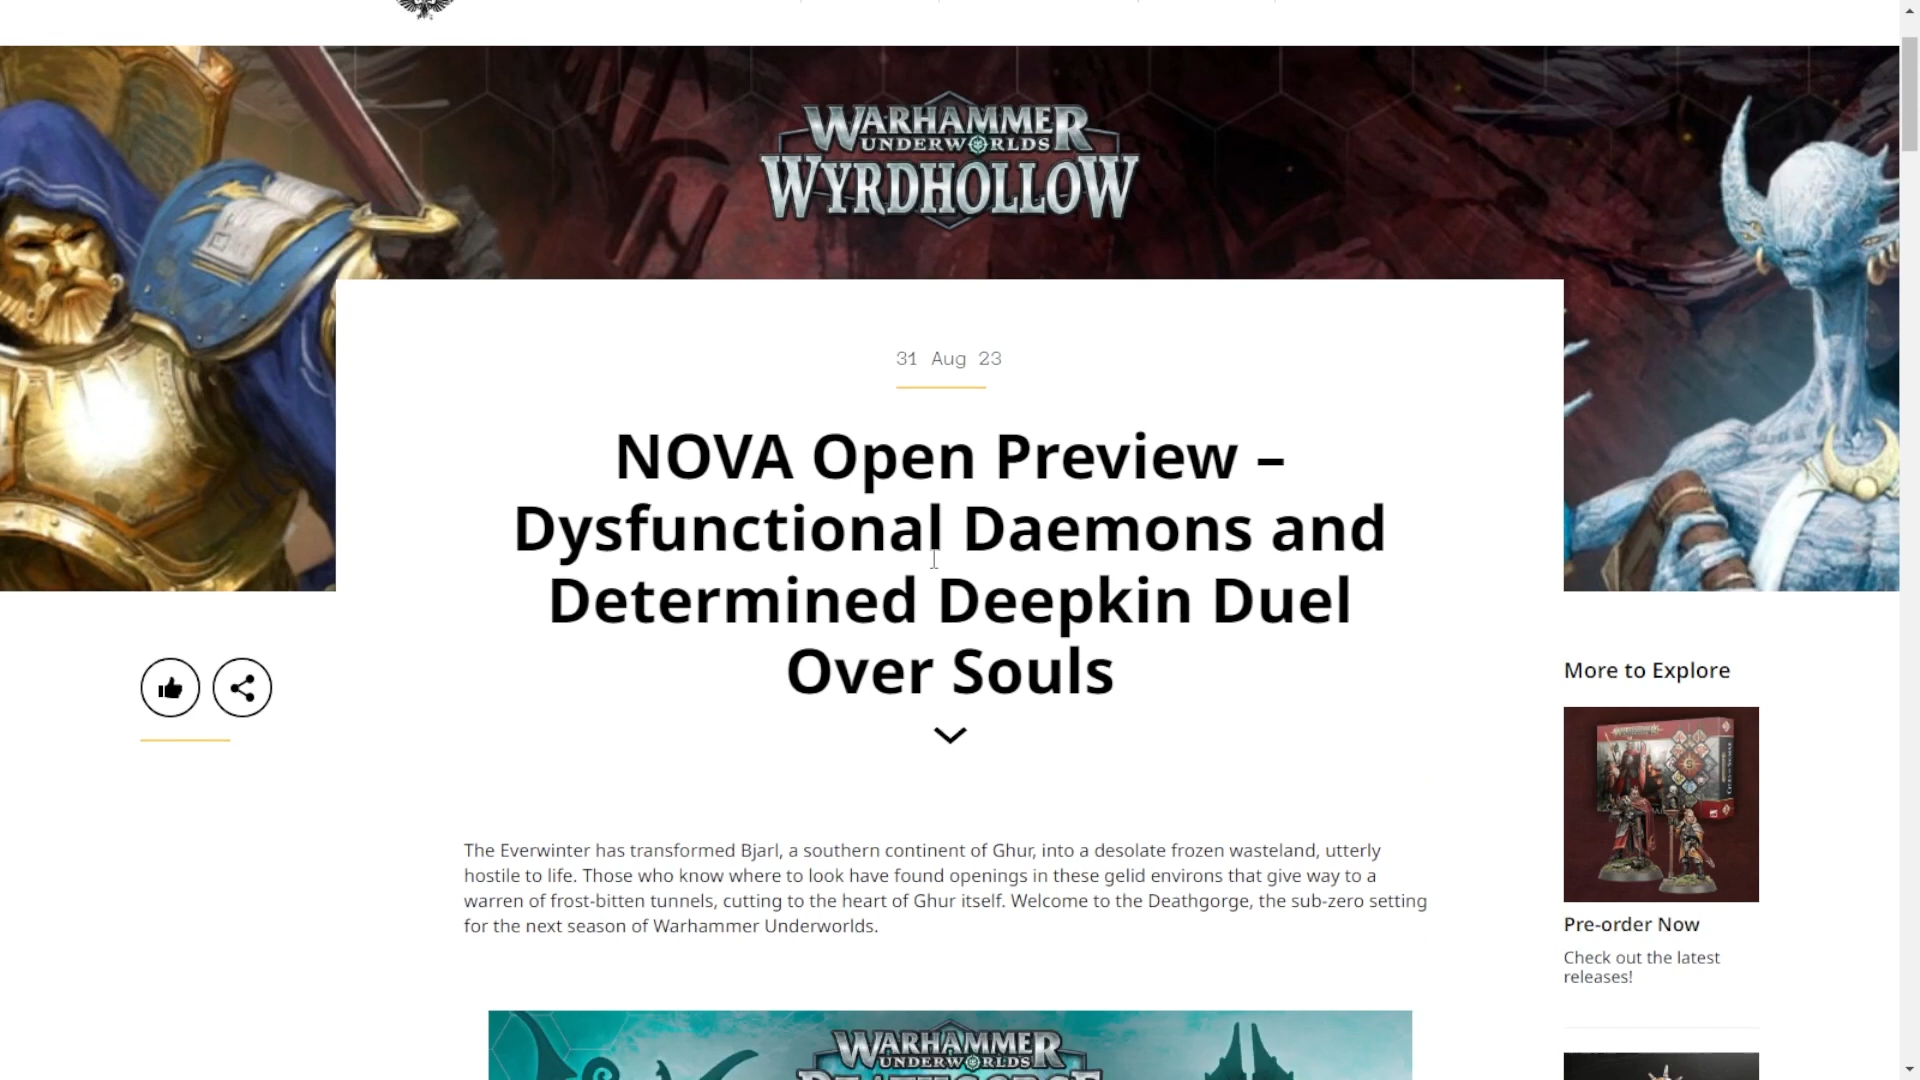 WARHAMMER
UNDERWORLDS
WYRDHOLLOW
31 Aug 23
NOVA Open Preview –
Dysfunctional Daemons and
Determined Deepkin Duel
Over Souls
The Everwinter has transformed Bjarl, a southern continent of Ghur, into a desolate frozen wasteland, utterly
hostile to life. Those who know where to look have found openings in these gelid environs that give way to a
warren of frost-bitten tunnels, cutting to the heart of Ghur itself. Welcome to the Deathgorge, the sub-zero setting
for the next season of Warhammer Underworlds.
WARHAMMER
UNDERWORLDS
DEATHGORGE
More to Explore
Pre-order Now
Check out the latest
releases!